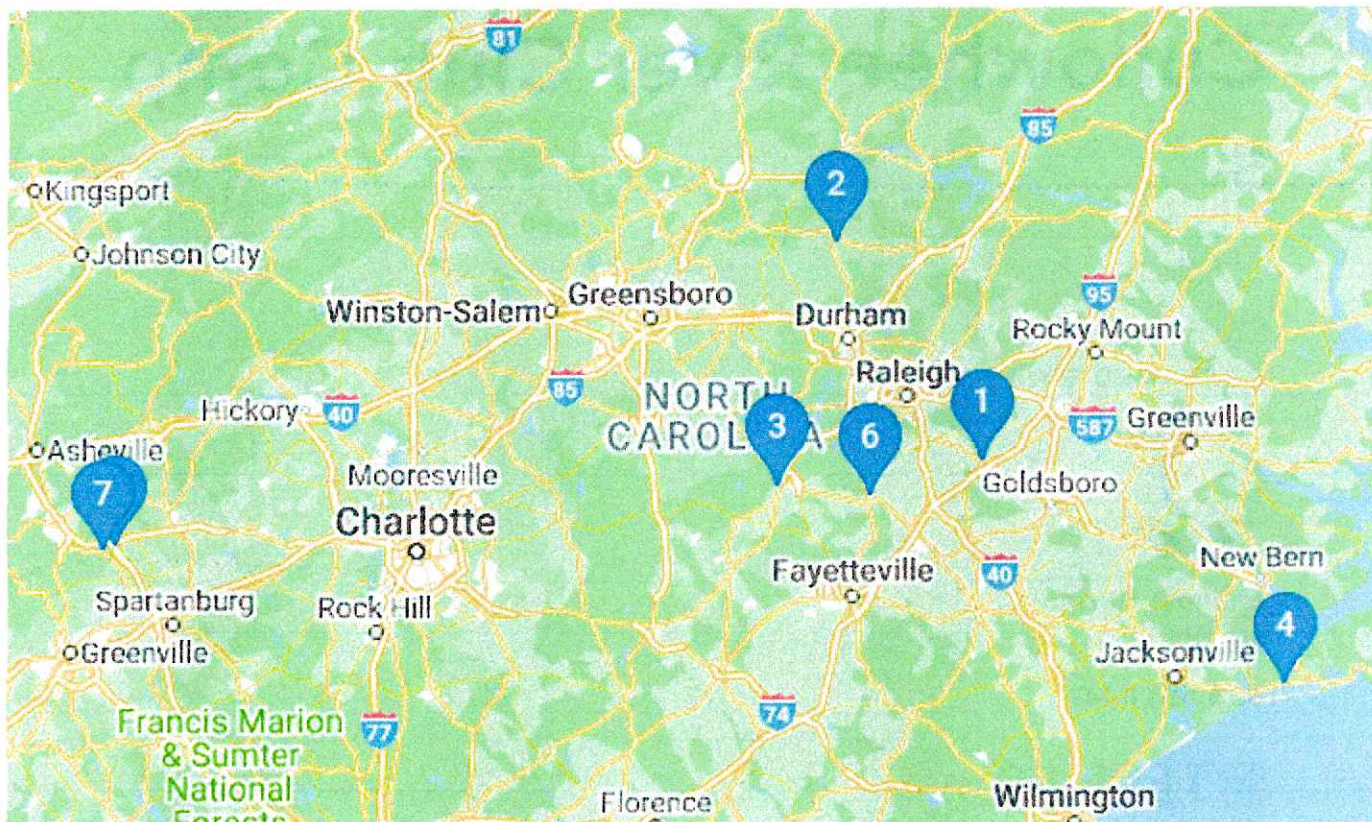 81
85
2
Kingsport
Johnson City
95
Greensboro
Winston-Salem
Durham
Rocky Mount
Raleigh
85
NORTH
CAROLINA
Hickory
40
1
587
Greenville
3
6
Asheville
Mooresville
Goldsboro
7
Charlotte
New Bern
Fayetteville
40
Spartanburg
Rock Hill
4
Greenville
Jacksonville
Francis Marion
& Sumter
National
Forests
77
74
Florence
Wilmington